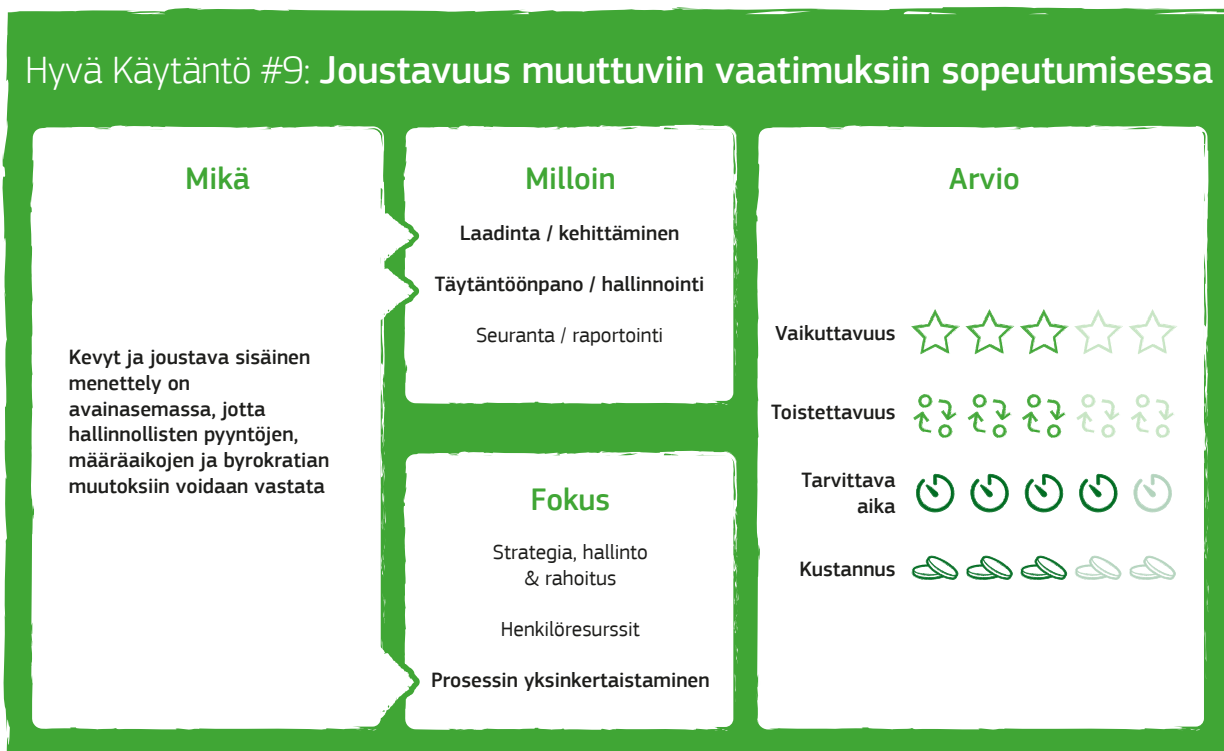 Hyvä Käytäntö #9: Joustavuus muuttuviin vaatimuksiin sopeutumisessa
Mikä
Kevyt ja joustava sisäinen
menettely on
avainasemassa, jotta
hallinnollisten pyyntöjen,
määräaikojen ja byrokratian
muutoksiin voidaan vastata
Milloin
Laadinta / kehittäminen
Täytäntöönpano / hallinnointi
Seuranta / raportointi
Fokus
Strategia, hallinto
& rahoitus
Henkilöresurssit
Prosessin yksinkertaistaminen
Arvio
Vaikuttavuus
Toistettavuus
Tarvittava
aika
Kustannus